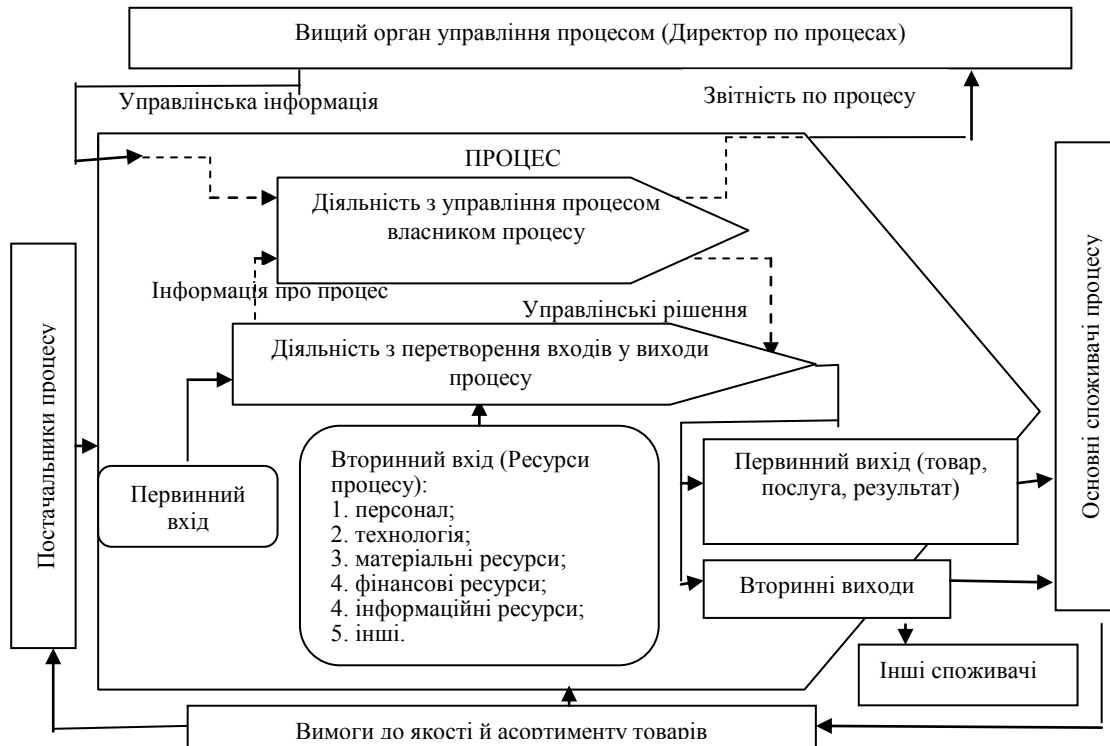 Вищий орган управління процесом (Директор по процесах)
Управлінська інформація
Звітність по процесу
ПРОЦЕС
Діяльність з управління процесом
власником процесу
Інформація про процес
Управлінські рішення
Діяльність з перетворення входів у виходи
процесу
Постачальники процесу
Первинний
вхід
Вторинний вхід (Ресурси
процесу):
1. персонал;
2. технологія;
3. матеріальні ресурси;
4. фінансові ресурси;
4. інформаційні ресурси;
5. інші.
Первинний вихід (товар,
послуга, результат)
Вторинні виходи
Інші споживачі
Основні споживачі процесу
Вимоги до якості й асортименту товарів